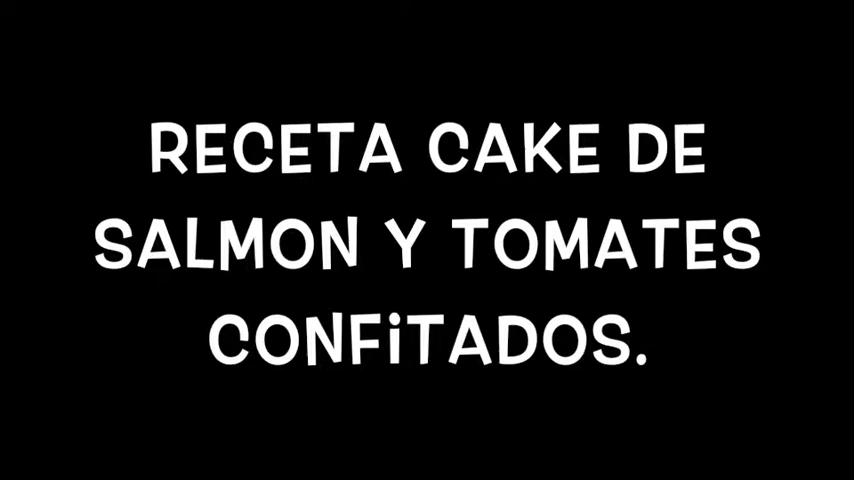 RECETA CAKE DE
SALMON Y TOMATES
CONFiTADOS.